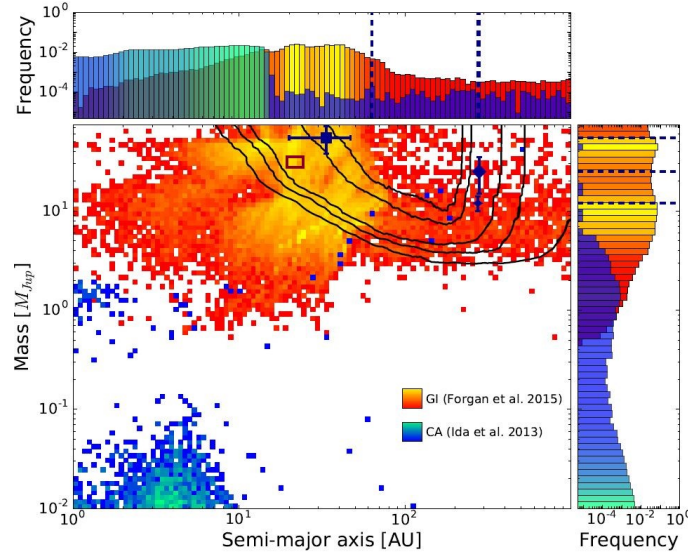 Frequency
10^0
10^-2
10^-4
Mass [M_Jup]
10^1
10^0
10^-1
10^-2
GI (Forgan et al. 2015)
CA (Ida et al. 2013)
10^0
10^1
10^2
Semi-major axis [AU]
10^-4
10^-2
10^0
Frequency